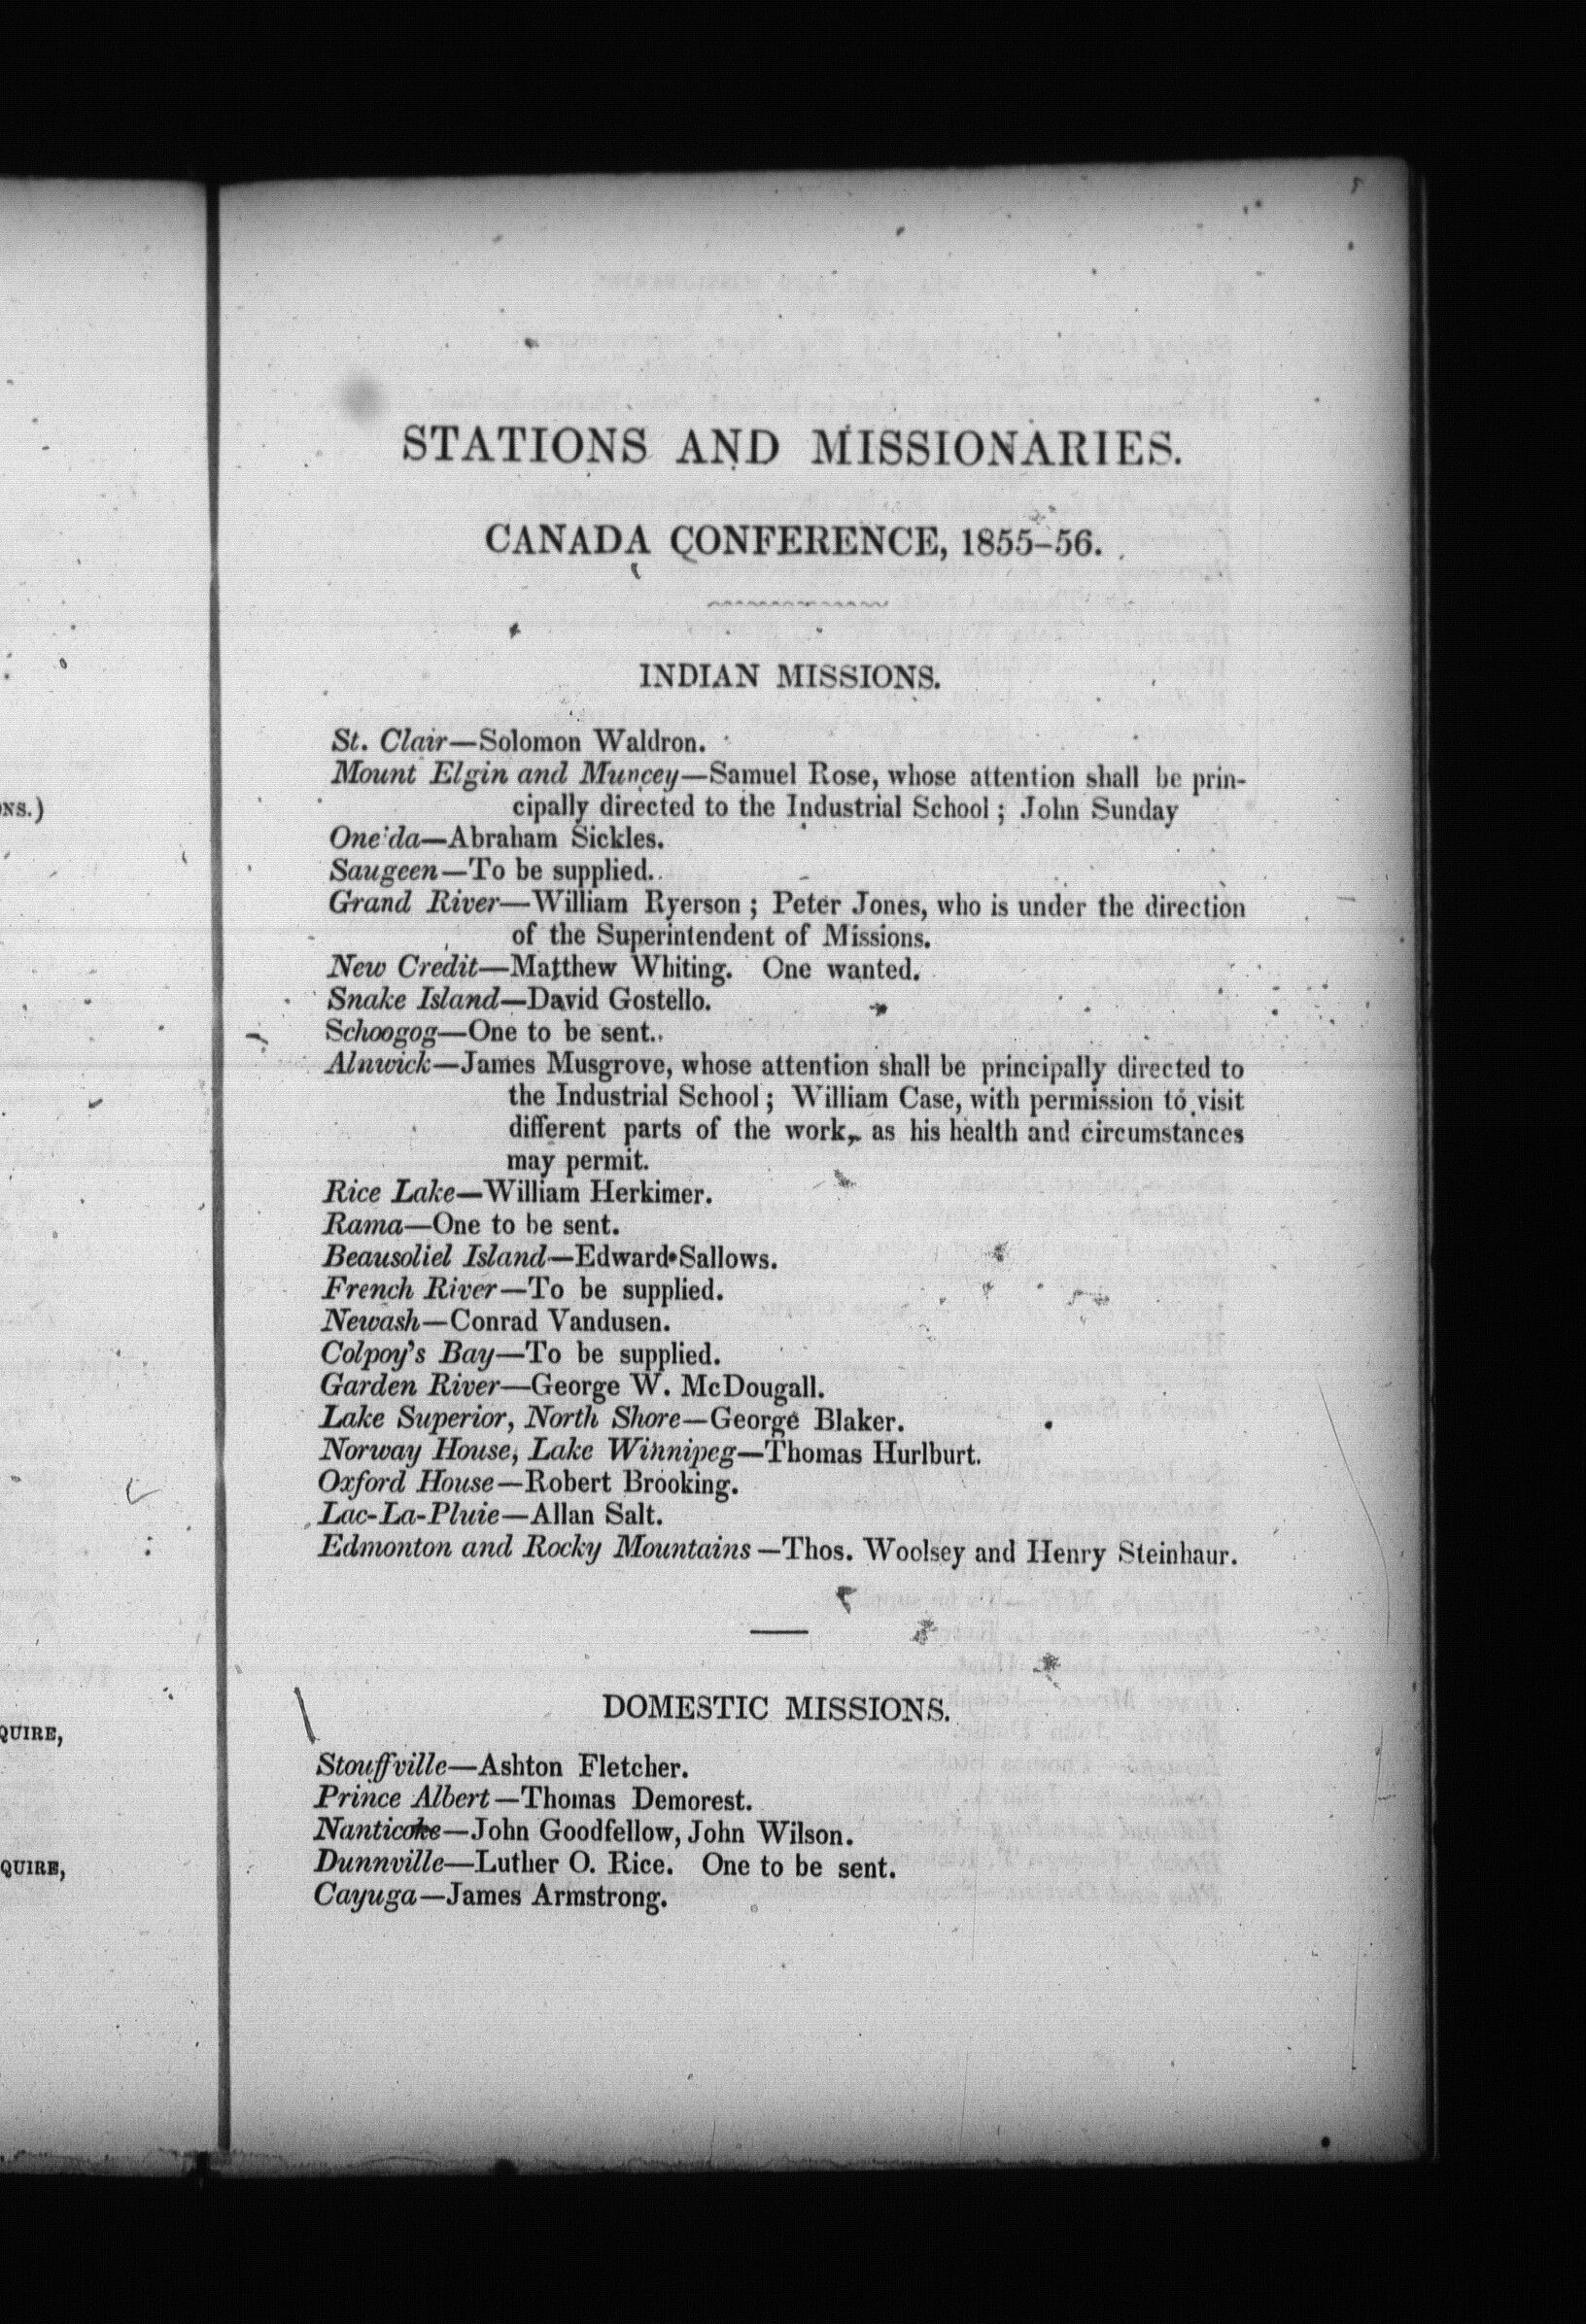 NS.)
QUIRE,
QUIRE,
STATIONS AND MISSIONARIES.
CANADA CONFERENCE, 1855–56.
INDIAN MISSIONS.
St. Clair—Solomon Waldron.
Mount Elgin and Muncey—Samuel Rose, whose attention shall be prin-
cipally directed to the Industrial School; John Sunday
Oneida—Abraham Sickles.
Saugeen—To be supplied.
Grand River—William Ryerson; Peter Jones, who is under the direction
of the Superintendent of Missions.
New Credit—Matthew Whiting. One wanted.
Snake Island—David Gostello.
Schoogog—One to be sent.
Alnwick—James Musgrove, whose attention shall be principally directed to
the Industrial School; William Case, with permission to visit
different parts of the work, as his health and circumstances
may permit.
Rice Lake—William Herkimer.
Rama—One to be sent.
Beausoliel Island—Edward Sallows.
French River—To be supplied.
Newash—Conrad Vandusen.
Colpoy's Bay—To be supplied.
Garden River—George W. McDougall.
Lake Superior, North Shore—George Blaker.
Norway House, Lake Winnipeg—Thomas Hurlburt.
Oxford House—Robert Brooking.
Lac-La-Pluie—Allan Salt.
Edmonton and Rocky Mountains—Thos. Woolsey and Henry Steinhaur.
DOMESTIC MISSIONS.
Stouffville—Ashton Fletcher.
Prince Albert—Thomas Demorest.
Nanticoke—John Goodfellow, John Wilson.
Dunnville—Luther O. Rice. One to be sent.
Cayuga—James Armstrong.